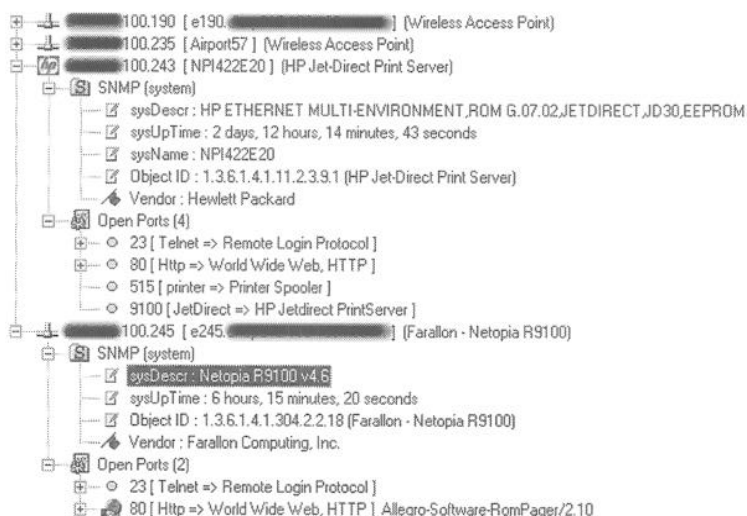 100.190 [ e190. ] (Wireless Access Point)
100.235 [ Airport57 ] (Wireless Access Point)
hp 100.243 [ NPI422E20 ] (HP Jet-Direct Print Server)
S SNMP (system)
sysDescr : HP ETHERNET MULTI-ENVIRONMENT,ROM G.07.02,JETDIRECT,JD30,EEPROM
sysUpTime : 2 days, 12 hours, 14 minutes, 43 seconds
sysName : NPI422E20
Object ID : 1.3.6.1.4.1.11.2.3.9.1 (HP Jet-Direct Print Server)
Vendor : Hewlett Packard
Open Ports (4)
23 [ Telnet => Remote Login Protocol ]
80 [ Http => World Wide Web, HTTP ]
515 [ printer => Printer Spooler ]
9100 [ JetDirect => HP Jetdirect PrintServer ]
100.245 [ e245. ] (Farallon - Netopia R9100)
S SNMP (system)
sysDescr : Netopia R9100 v4.6
sysUpTime : 6 hours, 15 minutes, 20 seconds
Object ID : 1.3.6.1.4.1.304.2.2.18 (Farallon - Netopia R9100)
Vendor : Farallon Computing, Inc.
Open Ports (2)
23 [ Telnet => Remote Login Protocol ]
80 [ Http => World Wide Web, HTTP ] Allegro-Software-RomPager/2.10